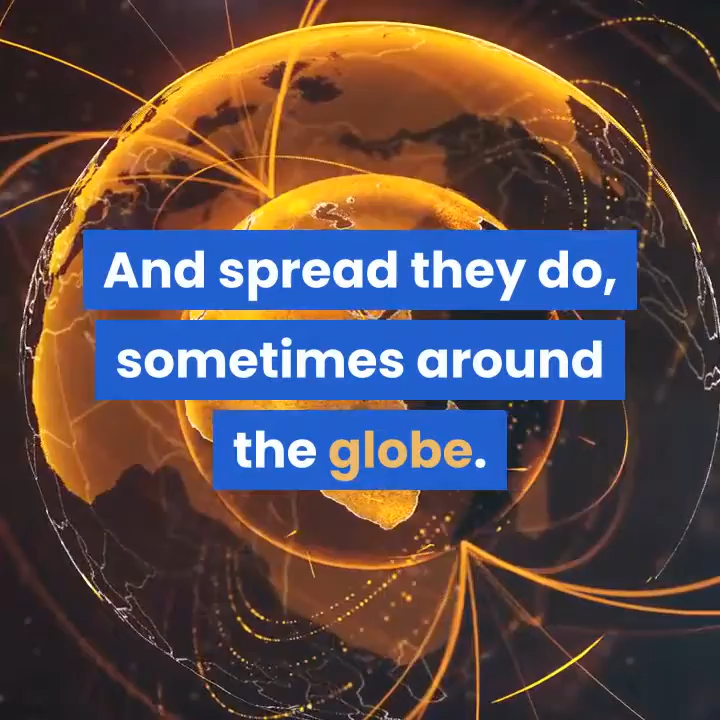 And spread they do,
sometimes around
the globe.